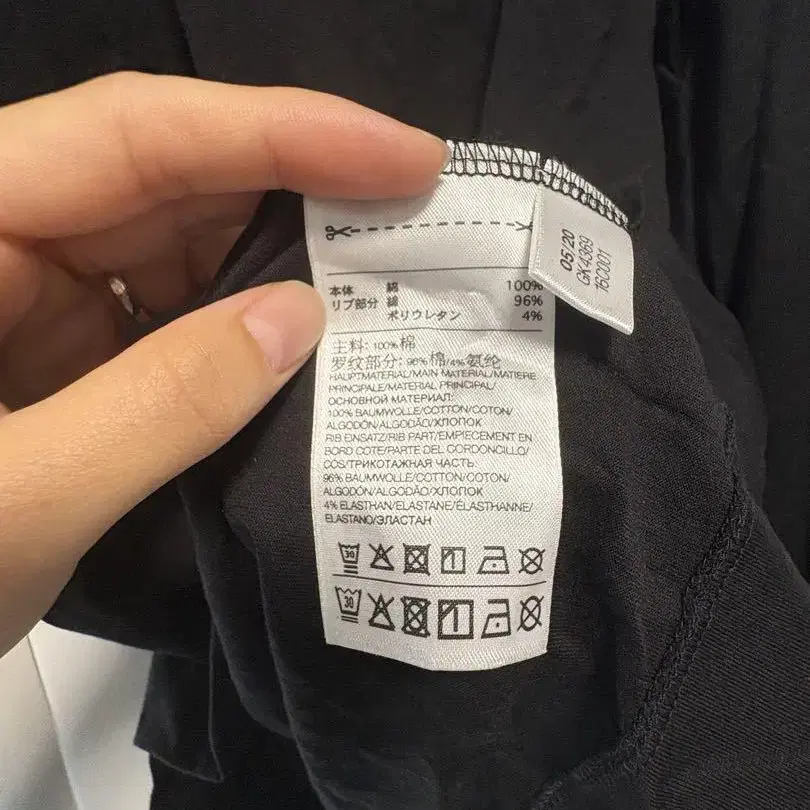 本体 綿 100%
リブ部分 綿 96%
ポリウレタン 4%
主料: 100% 棉
罗纹部分: 96% 棉/4% 氨纶
HAUPTMATERIAL/MAIN MATERIAL/MATIERE
PRINCIPALE/MATERIAL PRINCIPAL/
ОСНОВНОЙ МАТЕРИАЛ:
100% BAUMWOLLE/COTTON/COTON/
ALGODÓN/ALGODÃO/ХЛОПОК
RIB EINSATZ/RIB PART/EMPIECEMENT EN
BORD COTE/PARTE DEL CORDONCILLO/
COS/ТРИКОТАЖНАЯ ЧАСТЬ:
96% BAUMWOLLE/COTTON/COTON/
ALGODÓN/ALGODÃO/ХЛОПОК
4% ELASTHAN/ELASTANE/ÉLASTHANNE/
ELASTANO/ЭЛАСТАН
30
30
05/20
GK4369
16C001